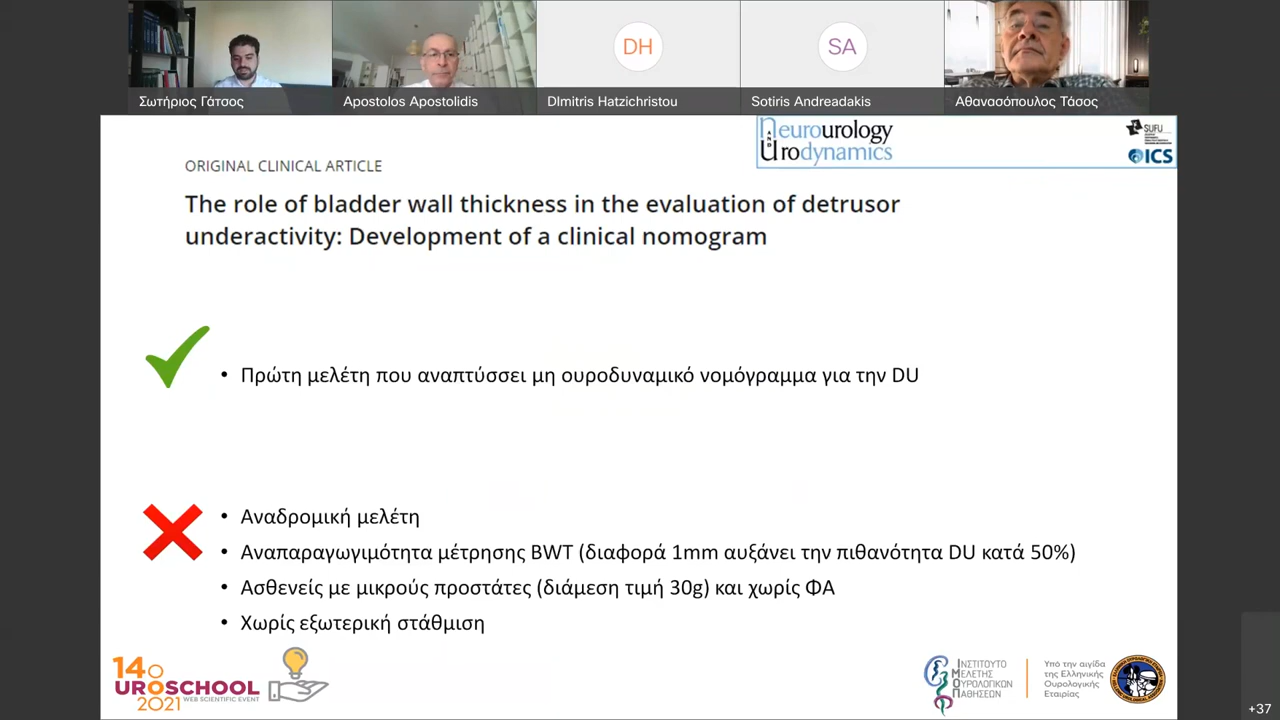 DH
SA
Σωτήριος Γάτσος
Apostolos Apostolidis
DImitris Hatzichristou
Sotiris Andreadakis
Αθανασόπουλος Τάσος
Neurourology
AND
Urodynamics
SUFU
ICS
ORIGINAL CLINICAL ARTICLE
The role of bladder wall thickness in the evaluation of detrusor
underactivity: Development of a clinical nomogram
• Πρώτη μελέτη που αναπτύσσει μη ουροδυναμικό νομόγραμμα για την DU
• Αναδρομική μελέτη
• Αναπαραγωγιμότητα μέτρησης BWT (διαφορά 1mm αυξάνει την πιθανότητα DU κατά 50%)
• Ασθενείς με μικρούς προστάτες (διάμεση τιμή 30g) και χωρίς ΦΑ
• Χωρίς εξωτερική στάθμιση
14ο
UROSCHOOL
2021 WEB SCIENTIFIC EVENT
ΙΝΣΤΙΤΟΥΤΟ
ΜΕΛΕΤΗΣ
ΟΥΡΟΛΟΓΙΚΩΝ
ΠΑΘΗΣΕΩΝ
Υπό την αιγίδα
της Ελληνικής
Ουρολογικής
Εταιρίας
+37